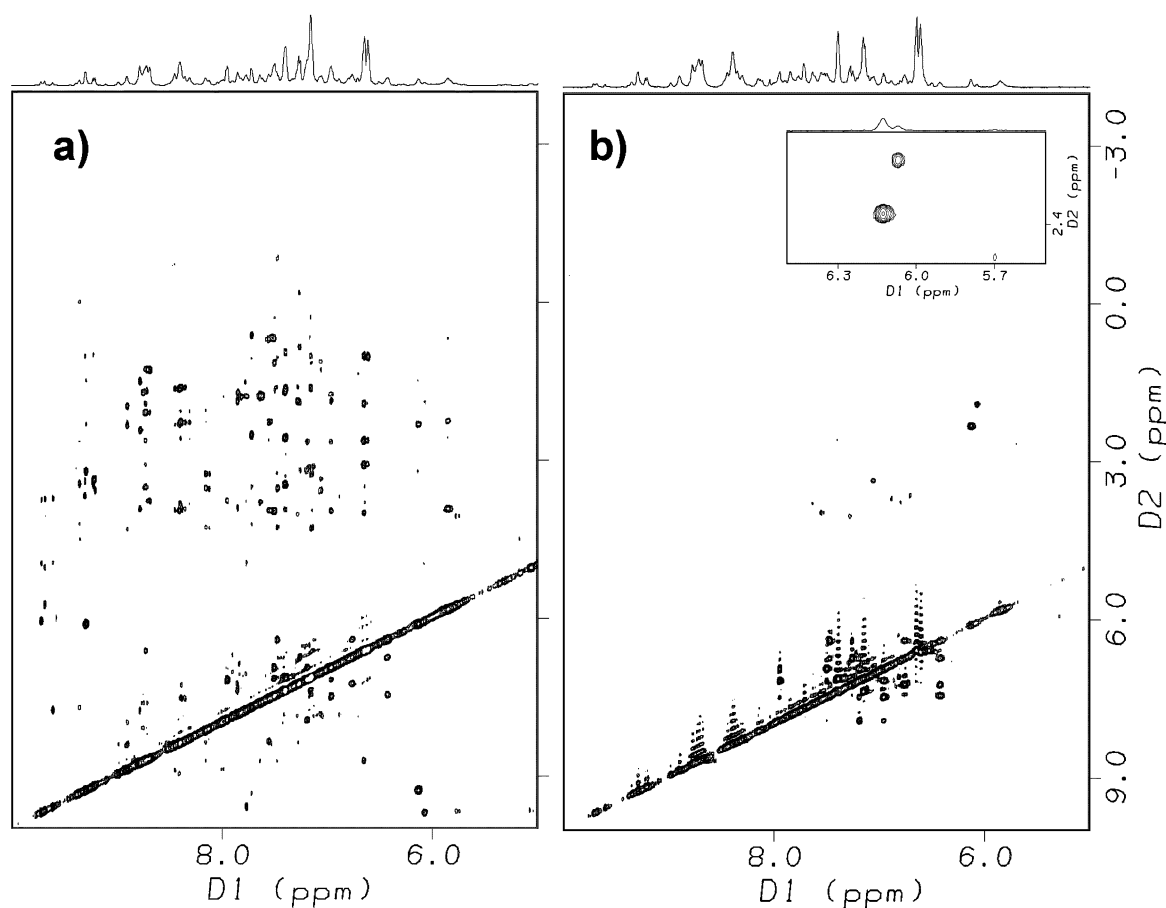 a)
b)
-3.0
0.0
3.0
6.0
9.0
D2 (ppm)
2.4
D2 (ppm)
6.3 6.0 5.7
D1 (ppm)
8.0 6.0
D1 (ppm)
8.0 6.0
D1 (ppm)